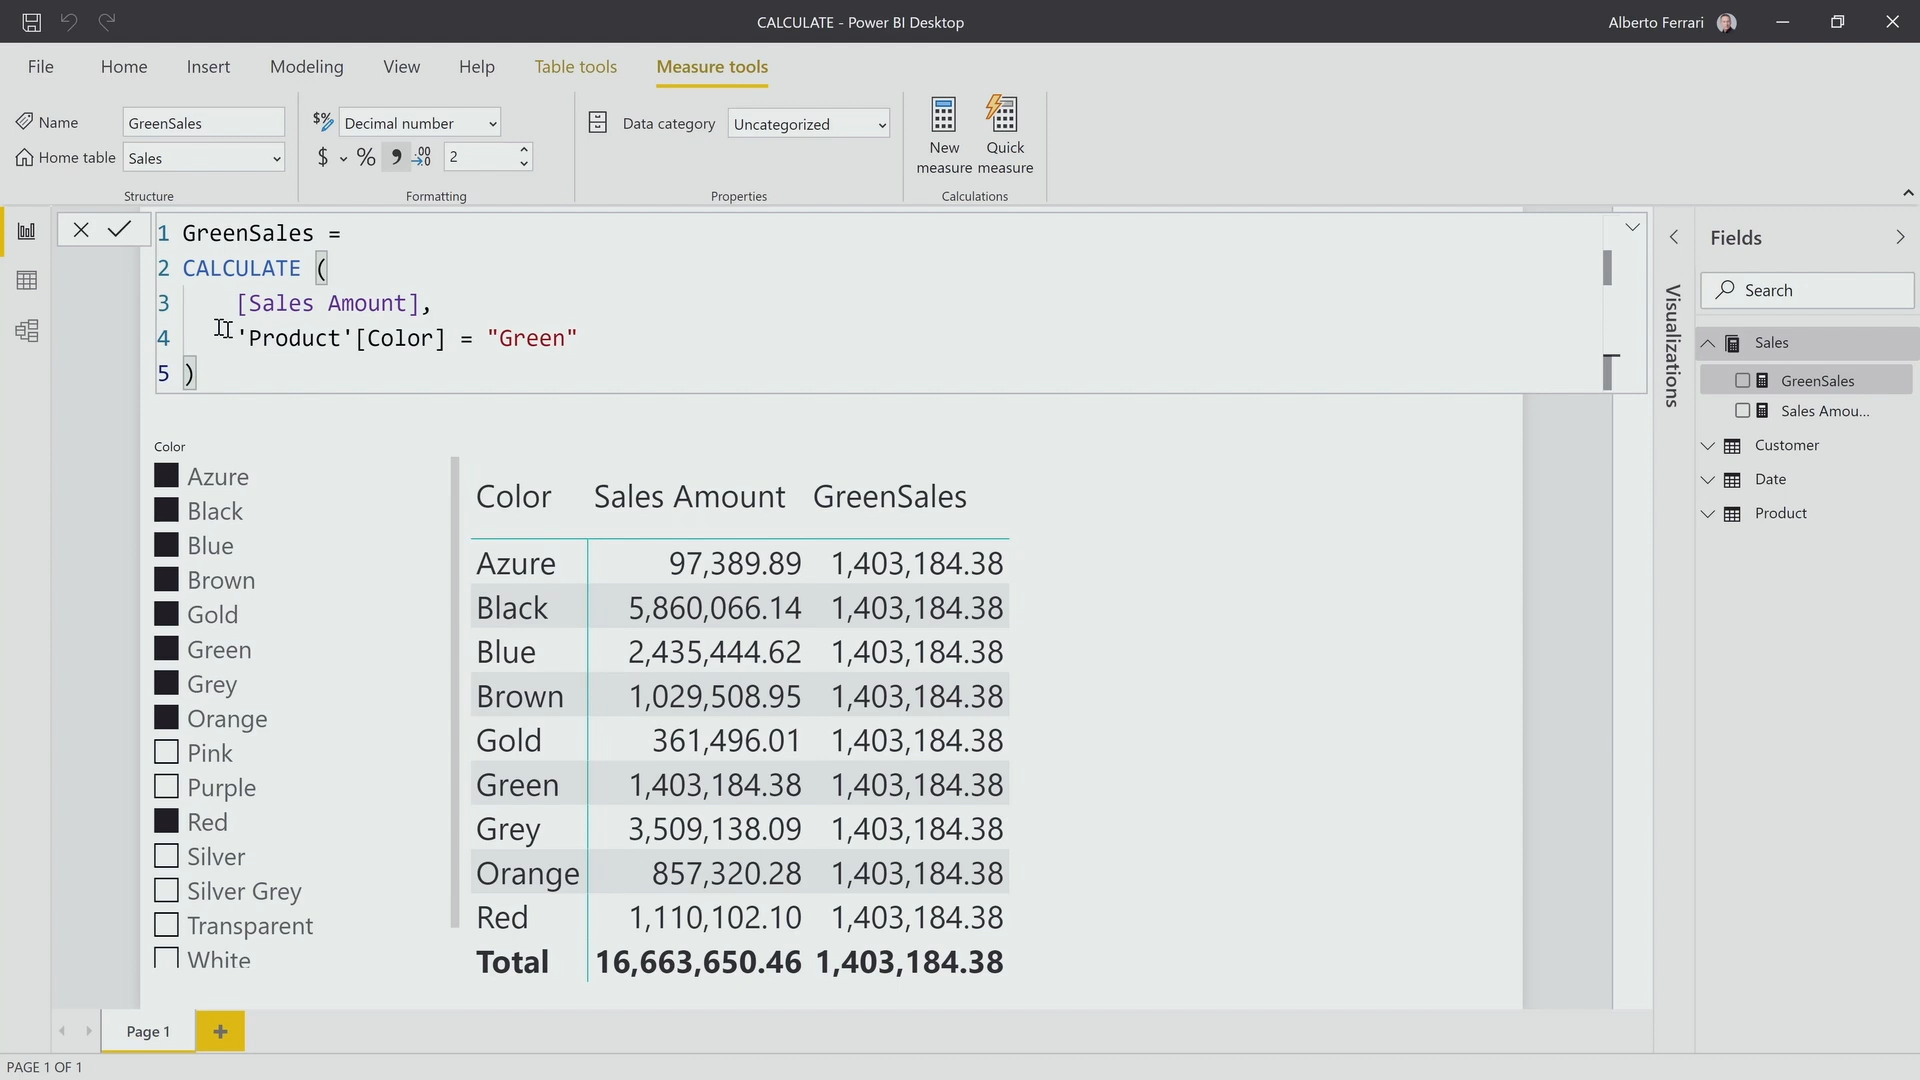 CALCULATE - Power BI Desktop
Alberto Ferrari
File Home Insert Modeling View Help Table tools Measure tools
Name GreenSales
Home table Sales
Structure
Decimal number
$ % 9 .00 →0 2
Formatting
Data category Uncategorized
Properties
New measure
Quick measure
Calculations
1 GreenSales =
2 CALCULATE (
3 [Sales Amount],
4 'Product'[Color] = "Green"
5 )
Color
Azure
Black
Blue
Brown
Gold
Green
Grey
Orange
Pink
Purple
Red
Silver
Silver Grey
Transparent
White
Color Sales Amount GreenSales
Azure 97,389.89 1,403,184.38
Black 5,860,066.14 1,403,184.38
Blue 2,435,444.62 1,403,184.38
Brown 1,029,508.95 1,403,184.38
Gold 361,496.01 1,403,184.38
Green 1,403,184.38 1,403,184.38
Grey 3,509,138.09 1,403,184.38
Orange 857,320.28 1,403,184.38
Red 1,110,102.10 1,403,184.38
Total 16,663,650.46 1,403,184.38
Visualizations
Fields
Search
Sales
GreenSales
Sales Amou...
Customer
Date
Product
Page 1
PAGE 1 OF 1